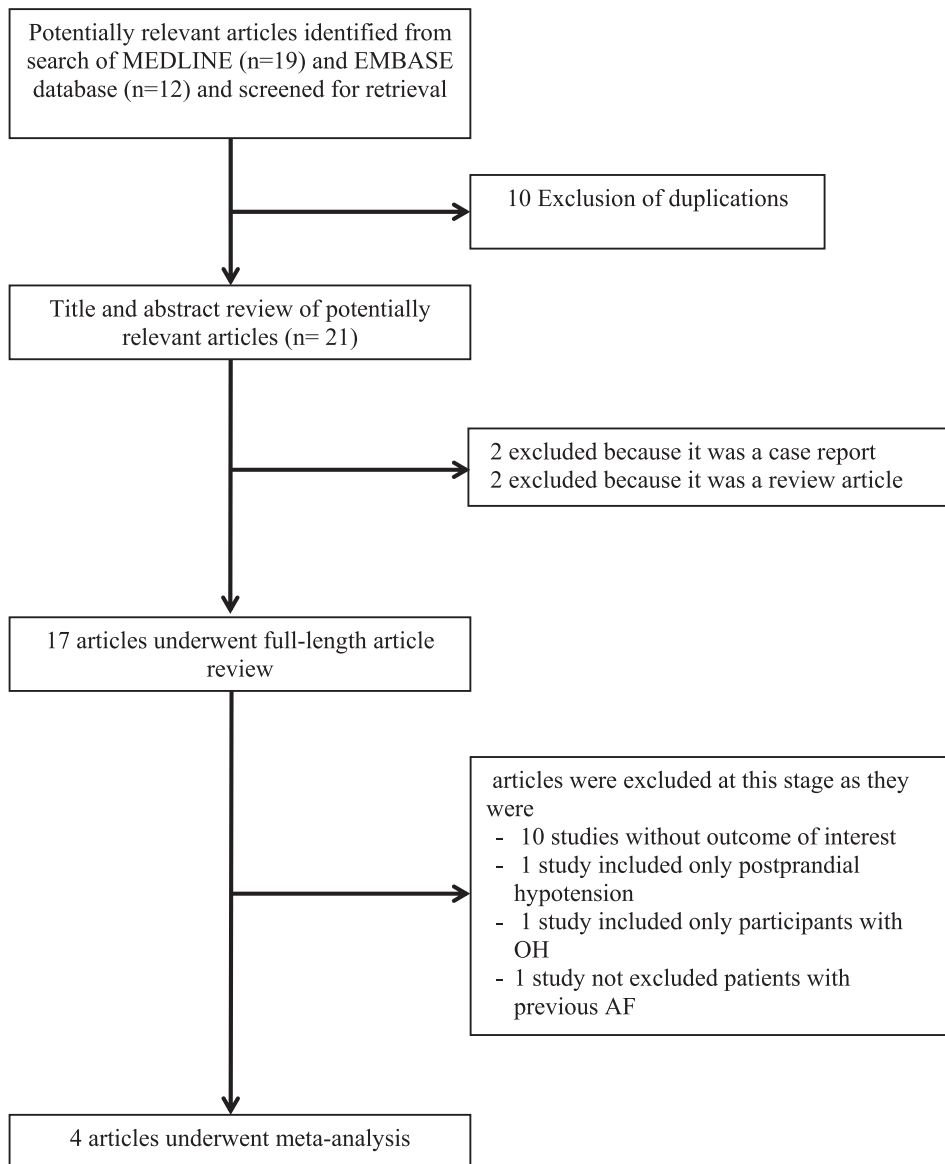 Potentially relevant articles identified from
search of MEDLINE (n=19) and EMBASE
database (n=12) and screened for retrieval
10 Exclusion of duplications
Title and abstract review of potentially
relevant articles (n= 21)
2 excluded because it was a case report
2 excluded because it was a review article
17 articles underwent full-length article
review
articles were excluded at this stage as they
were
- 10 studies without outcome of interest
- 1 study included only postprandial
hypotension
- 1 study included only participants with
OH
- 1 study not excluded patients with
previous AF
4 articles underwent meta-analysis